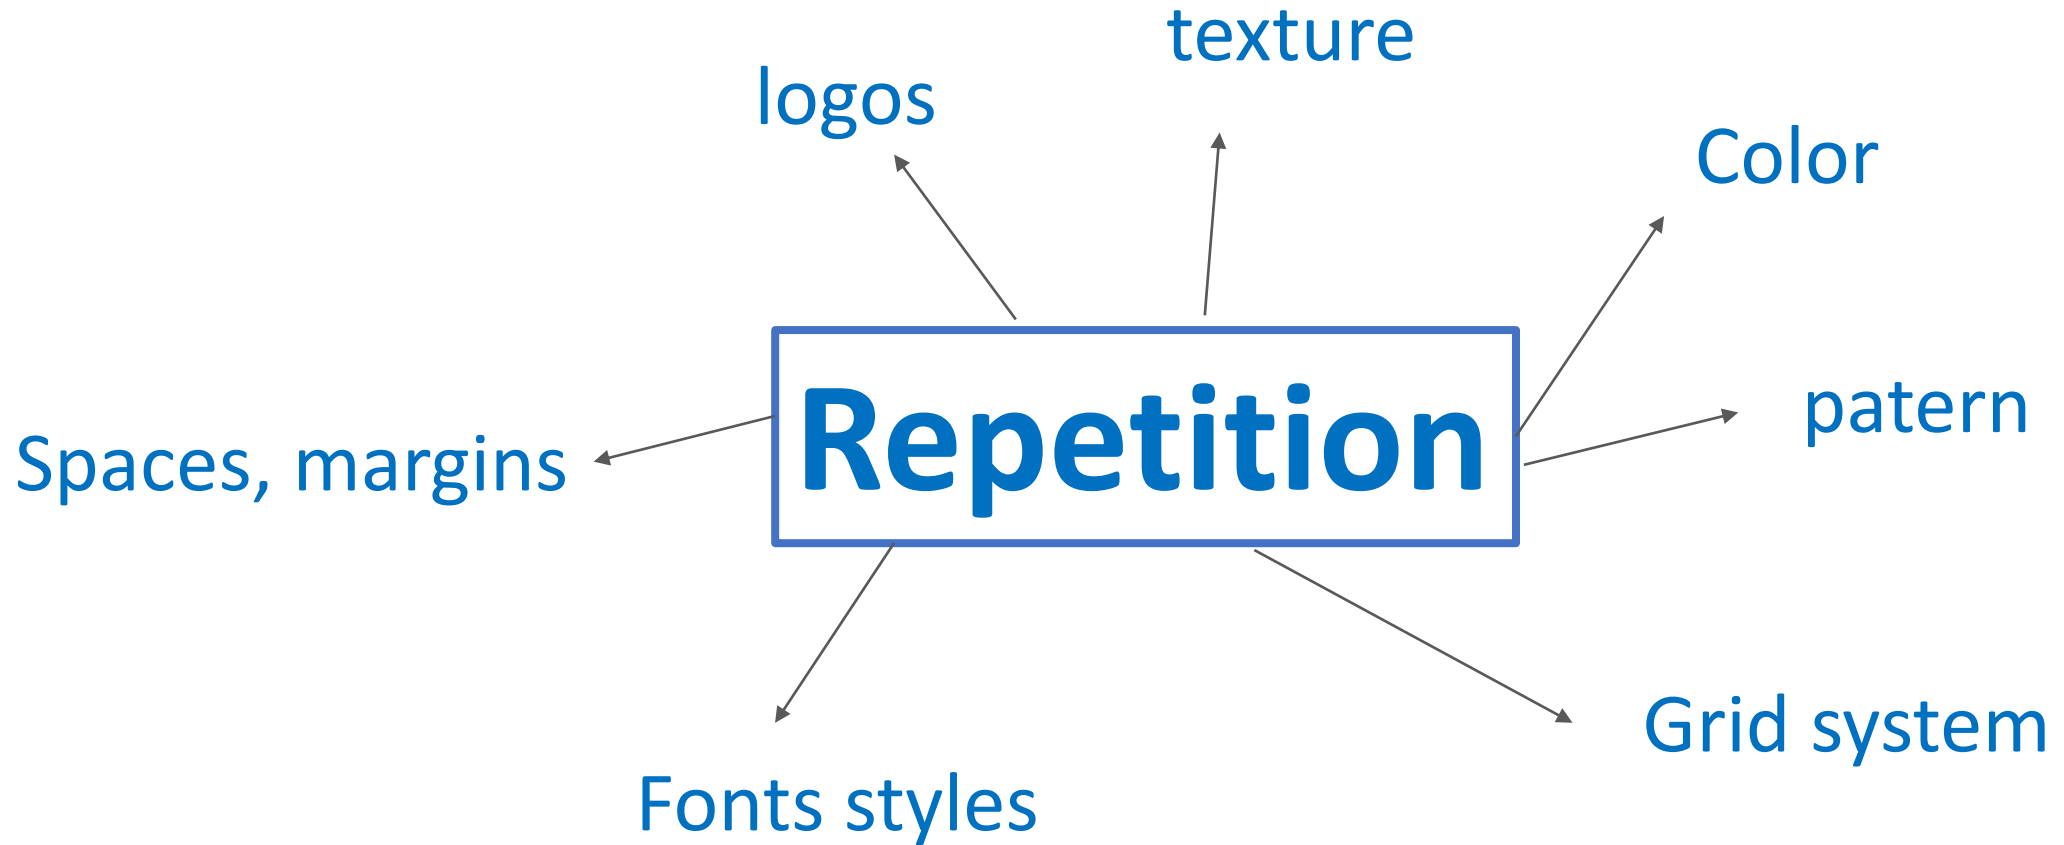 texture
logos
Color
Repetition
patern
Spaces, margins
Grid system
Fonts styles